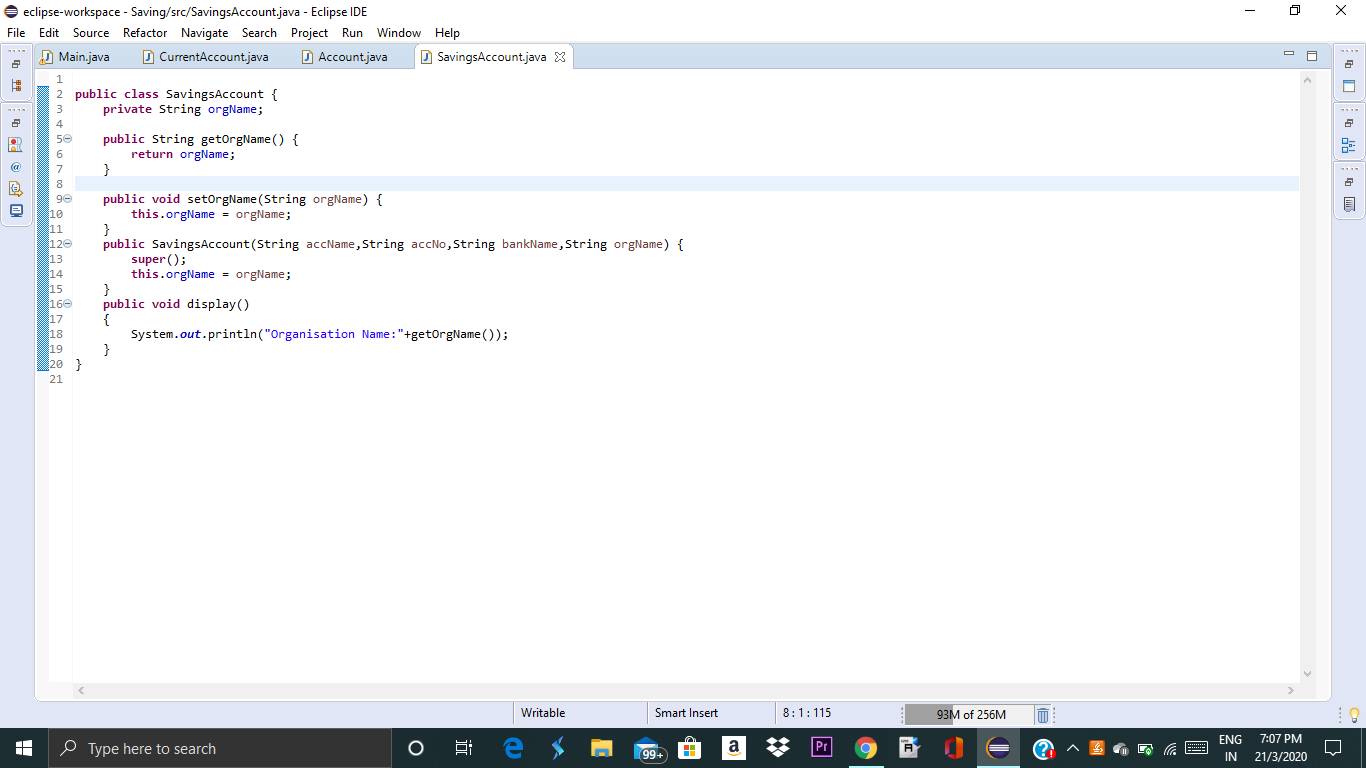 eclipse-workspace - Saving/src/SavingsAccount.java - Eclipse IDE
File Edit Source Refactor Navigate Search Project Run Window Help
Main.java CurrentAccount.java Account.java SavingsAccount.java
1
2 public class SavingsAccount {
3 private String orgName;
4
5 public String getOrgName() {
6 return orgName;
7 }
8
9 public void setOrgName(String orgName) {
10 this.orgName = orgName;
11 }
12 public SavingsAccount(String accName,String accNo,String bankName,String orgName) {
13 super();
14 this.orgName = orgName;
15 }
16 public void display()
17 {
18 System.out.println("Organisation Name:"+getOrgName());
19 }
20 }
21
Writable Smart Insert 8 : 1 : 115 93M of 256M
Type here to search 99+ a Pr ENG 7:07 PM
IN 21/3/2020